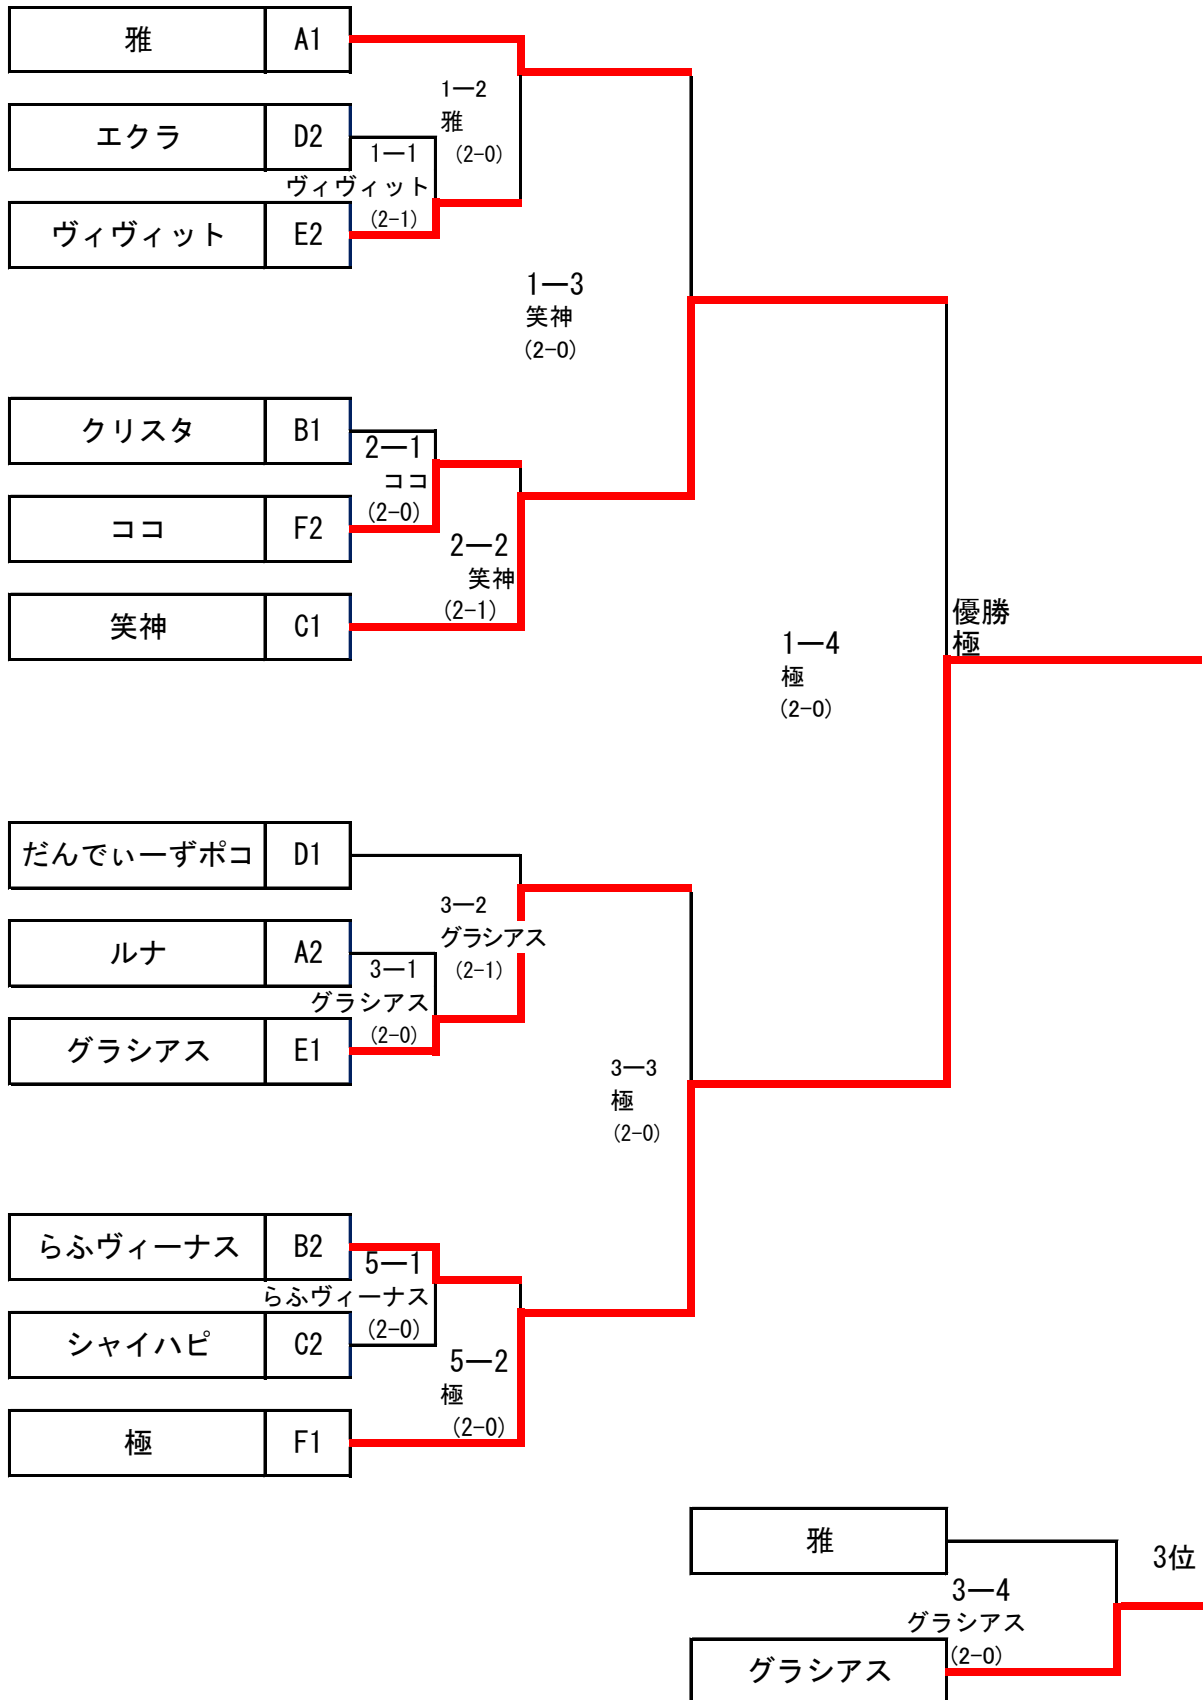 雅 A1
1―2
雅
(2-0)
エクラ D2
1―1
ヴィヴィット
(2-1)
ヴィヴィット E2
1―3
笑神
(2-0)
クリスタ B1
2―1
ココ
(2-0)
ココ F2
2―2
笑神
(2-1)
笑神 C1
優勝
極
1―4
極
(2-0)
だんでぃーずポコ D1
3―2
グラシアス
(2-1)
ルナ A2
3―1
グラシアス
(2-0)
グラシアス E1
3―3
極
(2-0)
らふヴィーナス B2
5―1
らふヴィーナス
(2-0)
シャイハピ C2
5―2
極
(2-0)
極 F1
雅
3位
3―4
グラシアス
(2-0)
グラシアス